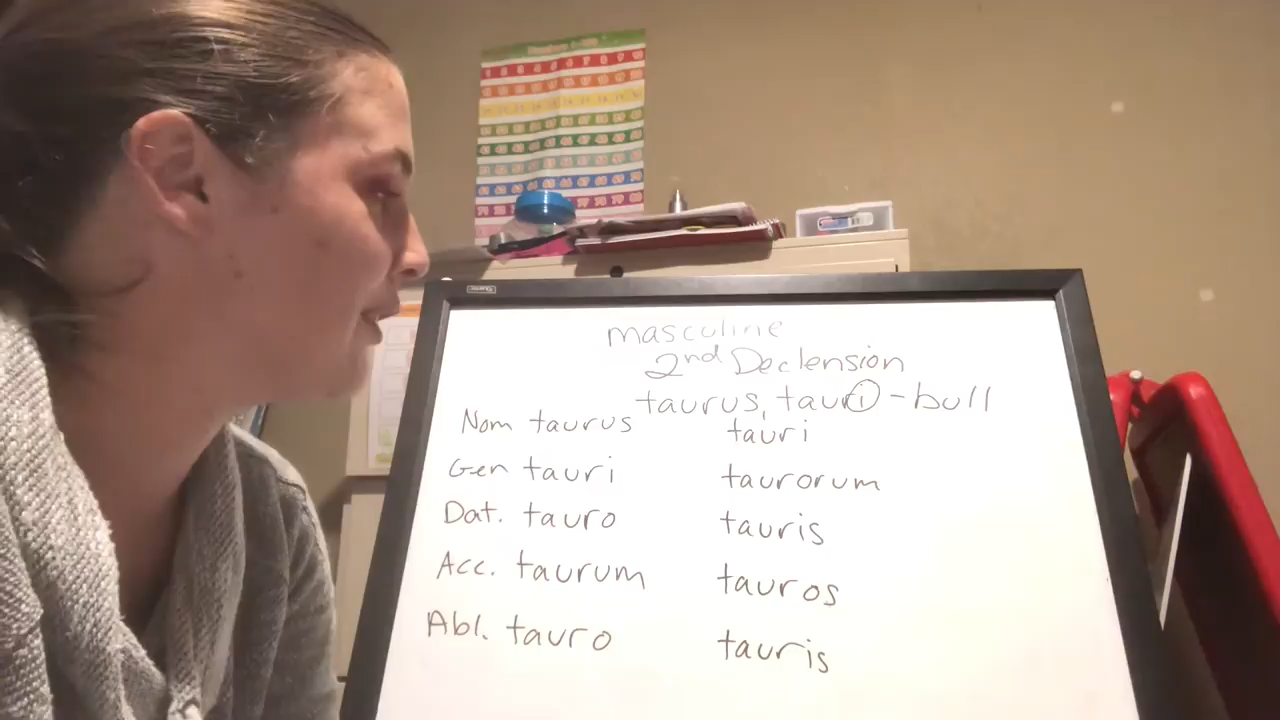 masculine
2nd Declension
taurus, tauri - bull
Nom taurus tauri
Gen tauri taurorum
Dat. tauro tauris
Acc. taurum tauros
Abl. tauro tauris